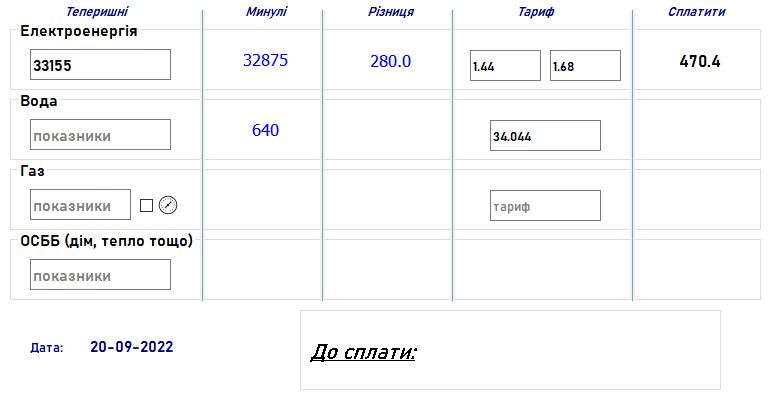 Теперишні Минулі Різниця Тариф Сплатити
Електроенергія
33155 32875 280.0 1.44 1.68 470.4
Вода
показники 640 34.044
Газ
показники тариф
ОСББ (дім, тепло тощо)
показники
Дата: 20-09-2022 До сплати: